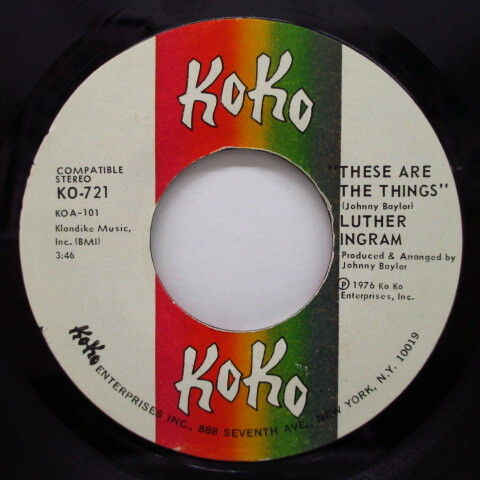 KoKo
COMPATIBLE
STEREO
KO-721
KOA-101
Klondike Music,
Inc. (BMI)
3:46
"THESE ARE
THE THINGS"
(Johnny Baylor)
LUTHER
INGRAM
Produced & Arranged by
Johnny Baylor
Ⓟ 1976 Ko Ko
Enterprises, Inc.
KoKo
KoKo ENTERPRISES INC., 888 SEVENTH AVE., NEW YORK, N.Y. 10019